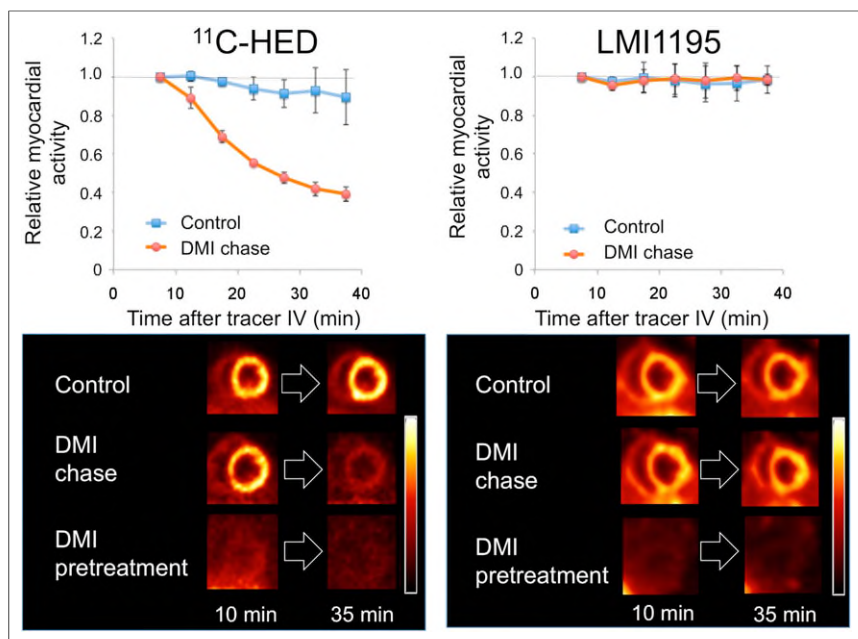 ¹¹C-HED
1.2
1.0
0.8
0.6
0.4
0.2
0
Relative myocardial
activity
Control
DMI chase
0
10
20
30
40
Time after tracer IV (min)
LMI1195
1.2
1.0
0.8
0.6
0.4
0.2
0
Relative myocardial
activity
Control
DMI chase
0
10
20
30
40
Time after tracer IV (min)
Control
DMI
chase
DMI
pretreatment
10 min
35 min
Control
DMI
chase
DMI
pretreatment
10 min
35 min